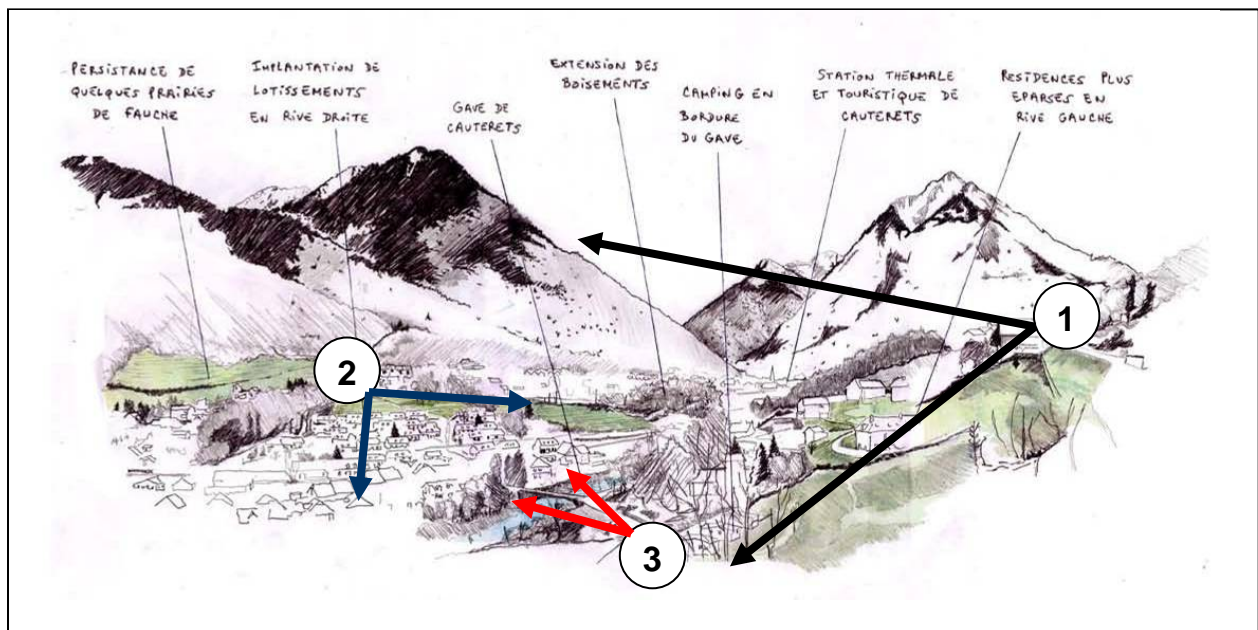 PERSISTANCE DE
QUELQUES PRAIRIES
DE FAUCHE
IMPLANTATION DE
LOTISSEMENTS
EN RIVE DROITE
GAVE DE
CAUTERETS
EXTENSION DES
BOISEMENTS
CAMPING EN
BORDURE
DU GAVE
STATION THERMALE
ET TOURISTIQUE DE
CAUTERETS
RESIDENCES PLUS
EPARSES EN
RIVE GAUCHE
1
2
3